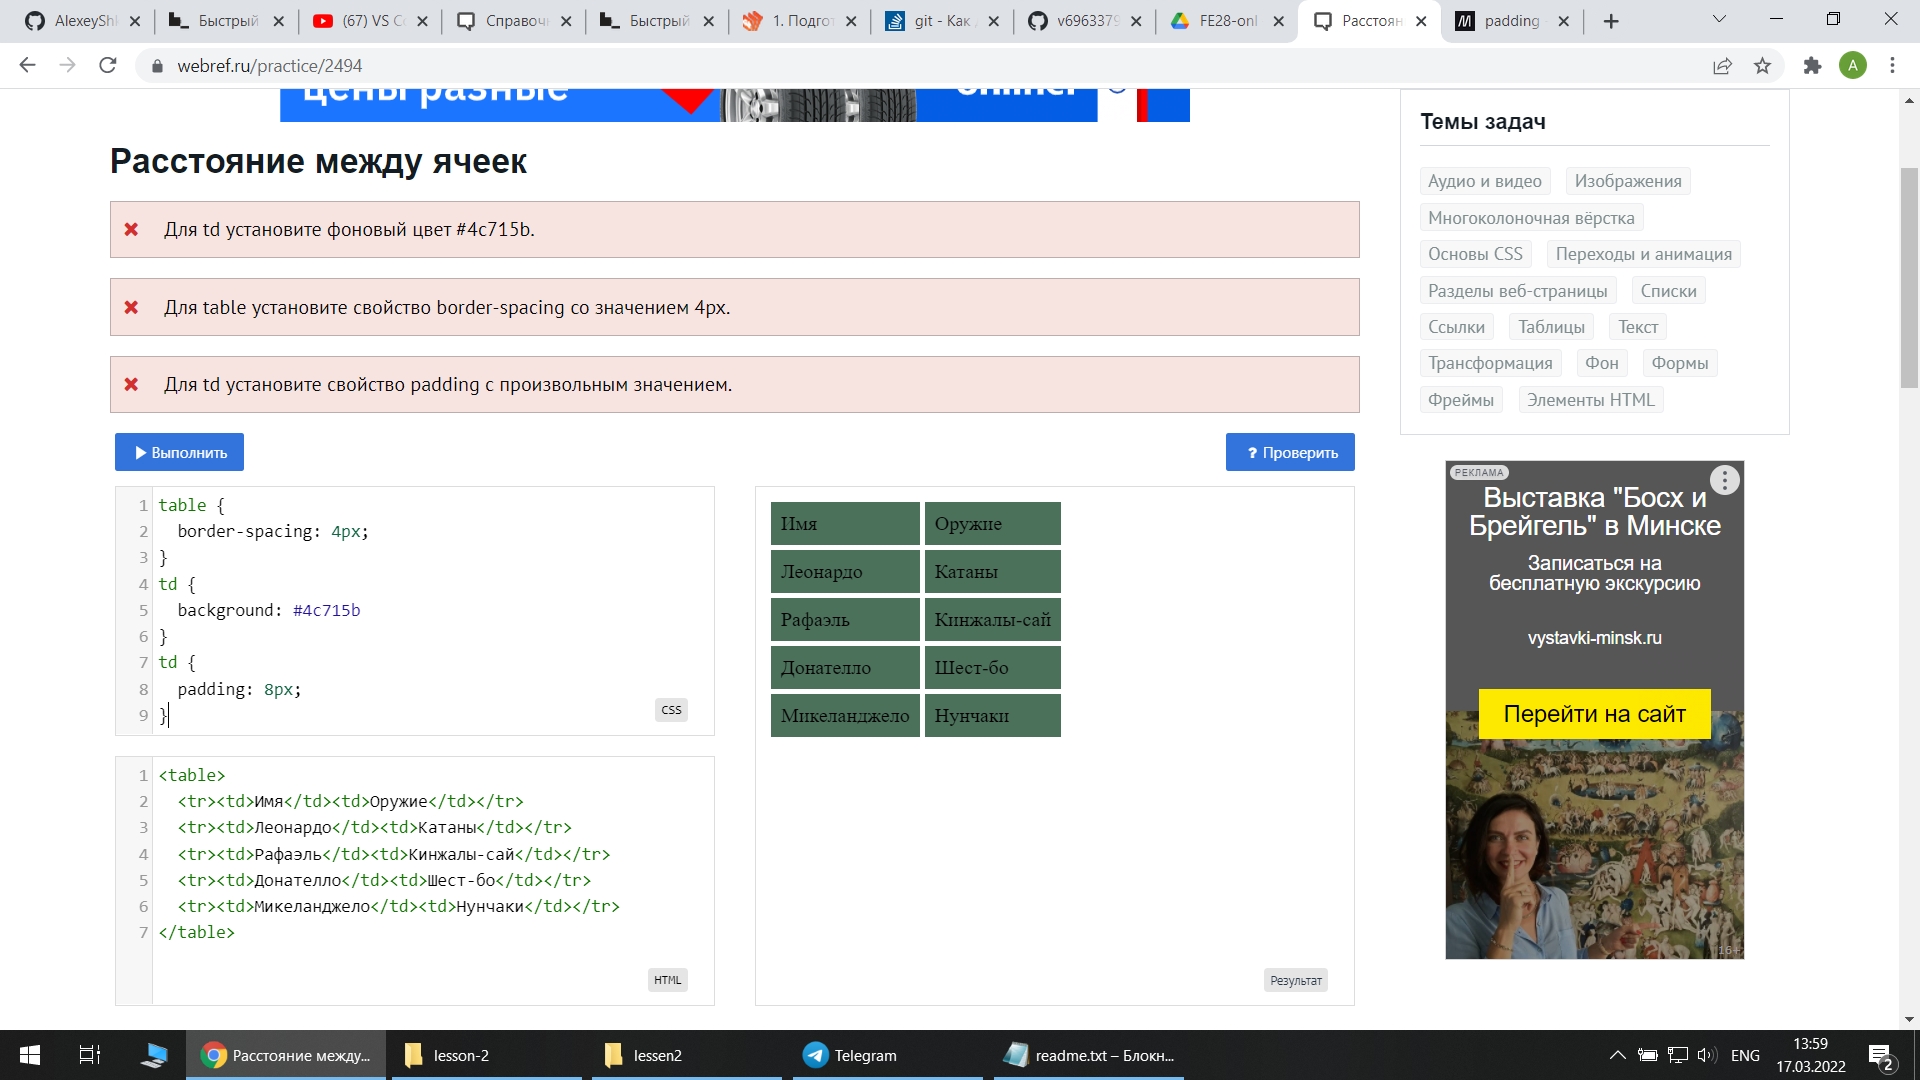 AlexeySh
Быстрый
(67) VS C
Справоч
Быстрый
1. Подгот
git - Как
v6963379
FE28-onl
Расстоян
padding
webref.ru/practice/2494
A
цены разные
online!
Расстояние между ячеек
Для td установите фоновый цвет #4c715b.
Для table установите свойство border-spacing со значением 4px.
Для td установите свойство padding с произвольным значением.
Выполнить
? Проверить
1 table {
2 border-spacing: 4px;
3 }
4 td {
5 background: #4c715b
6 }
7 td {
8 padding: 8px;
9 }
CSS
1 <table>
2 <tr><td>Имя</td><td>Оружие</td></tr>
3 <tr><td>Леонардо</td><td>Катаны</td></tr>
4 <tr><td>Рафаэль</td><td>Кинжалы-сай</td></tr>
5 <tr><td>Донателло</td><td>Шест-бо</td></tr>
6 <tr><td>Микеланджело</td><td>Нунчаки</td></tr>
7 </table>
HTML
Имя Оружие
Леонардо Катаны
Рафаэль Кинжалы-сай
Донателло Шест-бо
Микеланджело Нунчаки
Результат
Темы задач
Аудио и видео Изображения
Многоколоночная вёрстка
Основы CSS Переходы и анимация
Разделы веб-страницы Списки
Ссылки Таблицы Текст
Трансформация Фон Формы
Фреймы Элементы HTML
РЕКЛАМА
Выставка "Босх и
Брейгель" в Минске
Записаться на
бесплатную экскурсию
vystavki-minsk.ru
Перейти на сайт
16+
Расстояние между...
lesson-2
lessen2
Telegram
readme.txt – Блокн...
ENG
13:59
17.03.2022
2